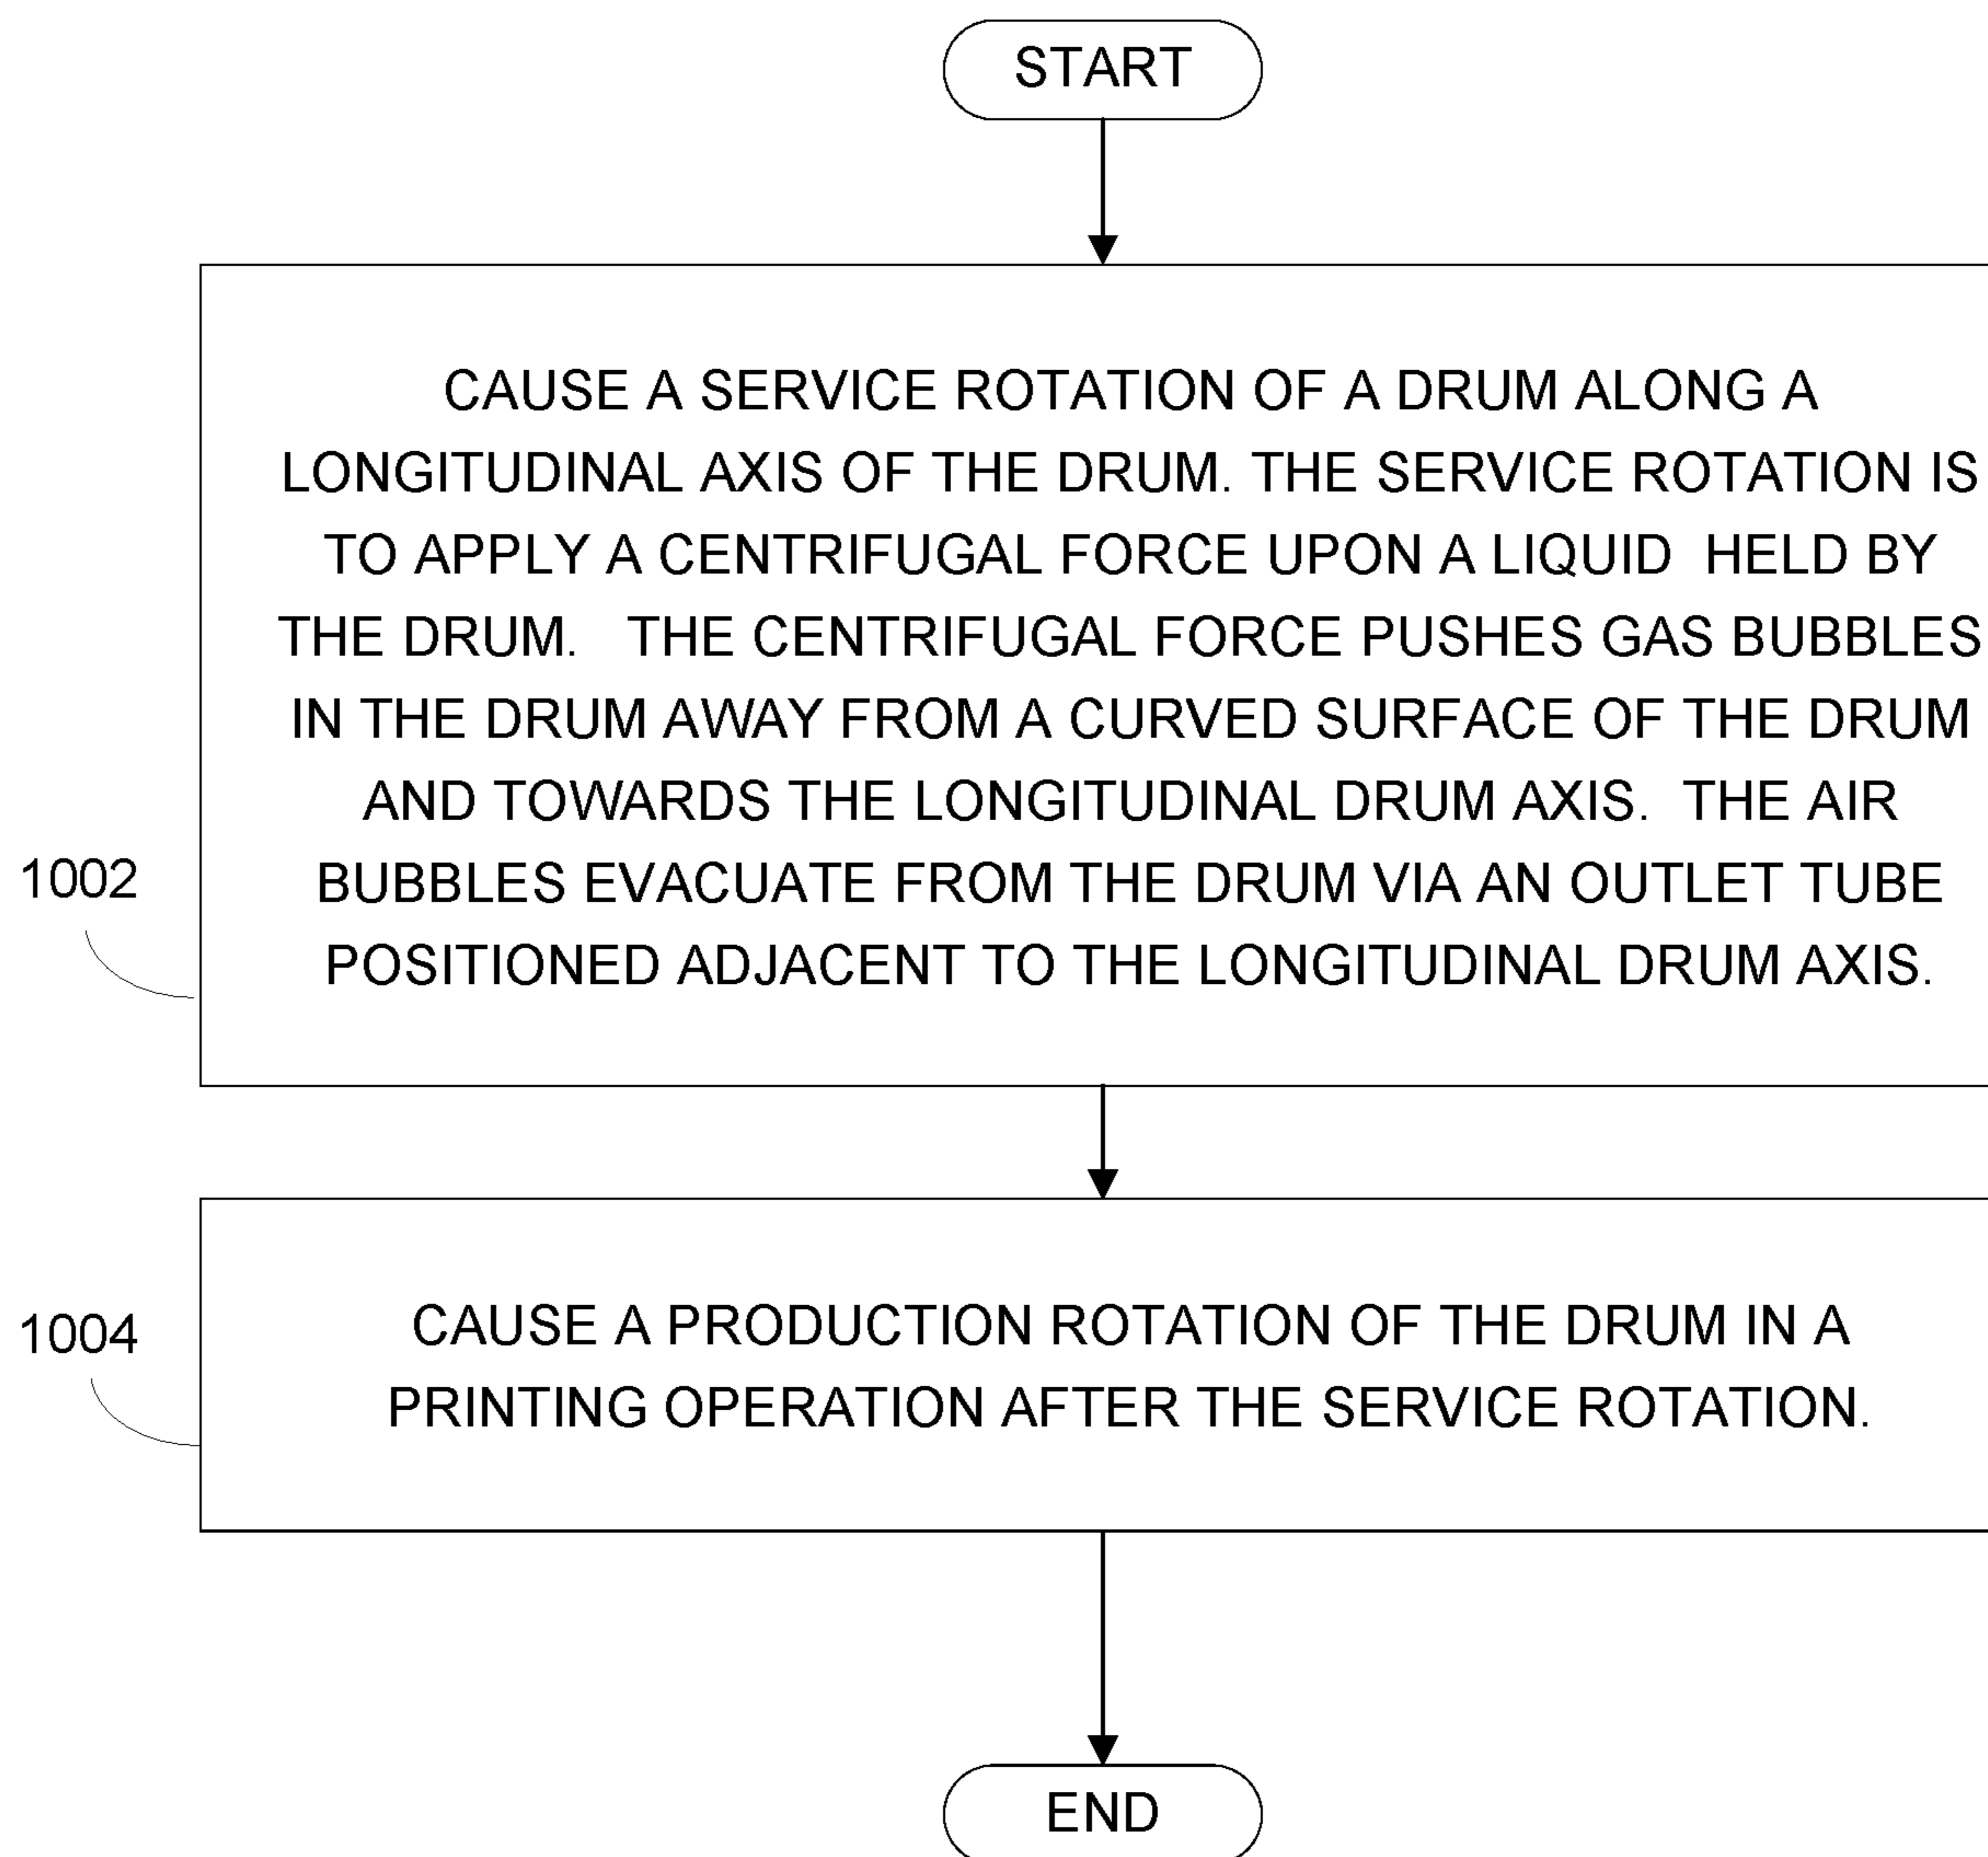 START
CAUSE A SERVICE ROTATION OF A DRUM ALONG A
LONGITUDINAL AXIS OF THE DRUM. THE SERVICE ROTATION IS
TO APPLY A CENTRIFUGAL FORCE UPON A LIQUID HELD BY
THE DRUM. THE CENTRIFUGAL FORCE PUSHES GAS BUBBLES
IN THE DRUM AWAY FROM A CURVED SURFACE OF THE DRUM
AND TOWARDS THE LONGITUDINAL DRUM AXIS. THE AIR
BUBBLES EVACUATE FROM THE DRUM VIA AN OUTLET TUBE
POSITIONED ADJACENT TO THE LONGITUDINAL DRUM AXIS.
1002
CAUSE A PRODUCTION ROTATION OF THE DRUM IN A
PRINTING OPERATION AFTER THE SERVICE ROTATION.
1004
END